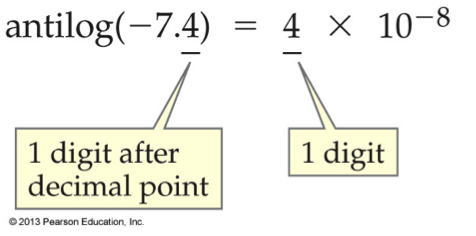 antilog(−7.4) = 4 × 10⁻⁸
1 digit after
decimal point
1 digit
© 2013 Pearson Education, Inc.